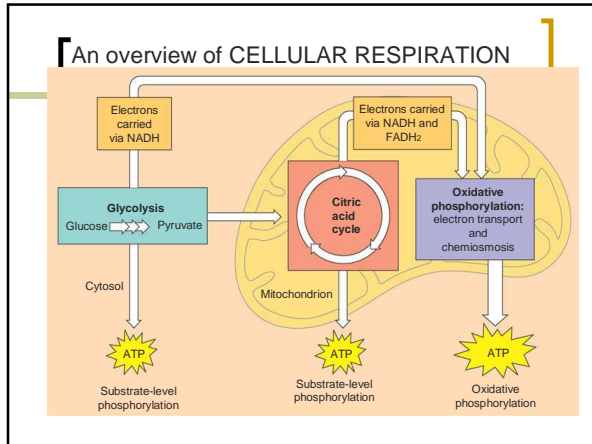 An overview of CELLULAR RESPIRATION
Electrons
carried
via NADH
Electrons carried
via NADH and
FADH₂
Glycolysis
Glucose Pyruvate
Citric
acid
cycle
Oxidative
phosphorylation:
electron transport
and
chemiosmosis
Cytosol
Mitochondrion
ATP
ATP
ATP
Substrate-level
phosphorylation
Substrate-level
phosphorylation
Oxidative
phosphorylation